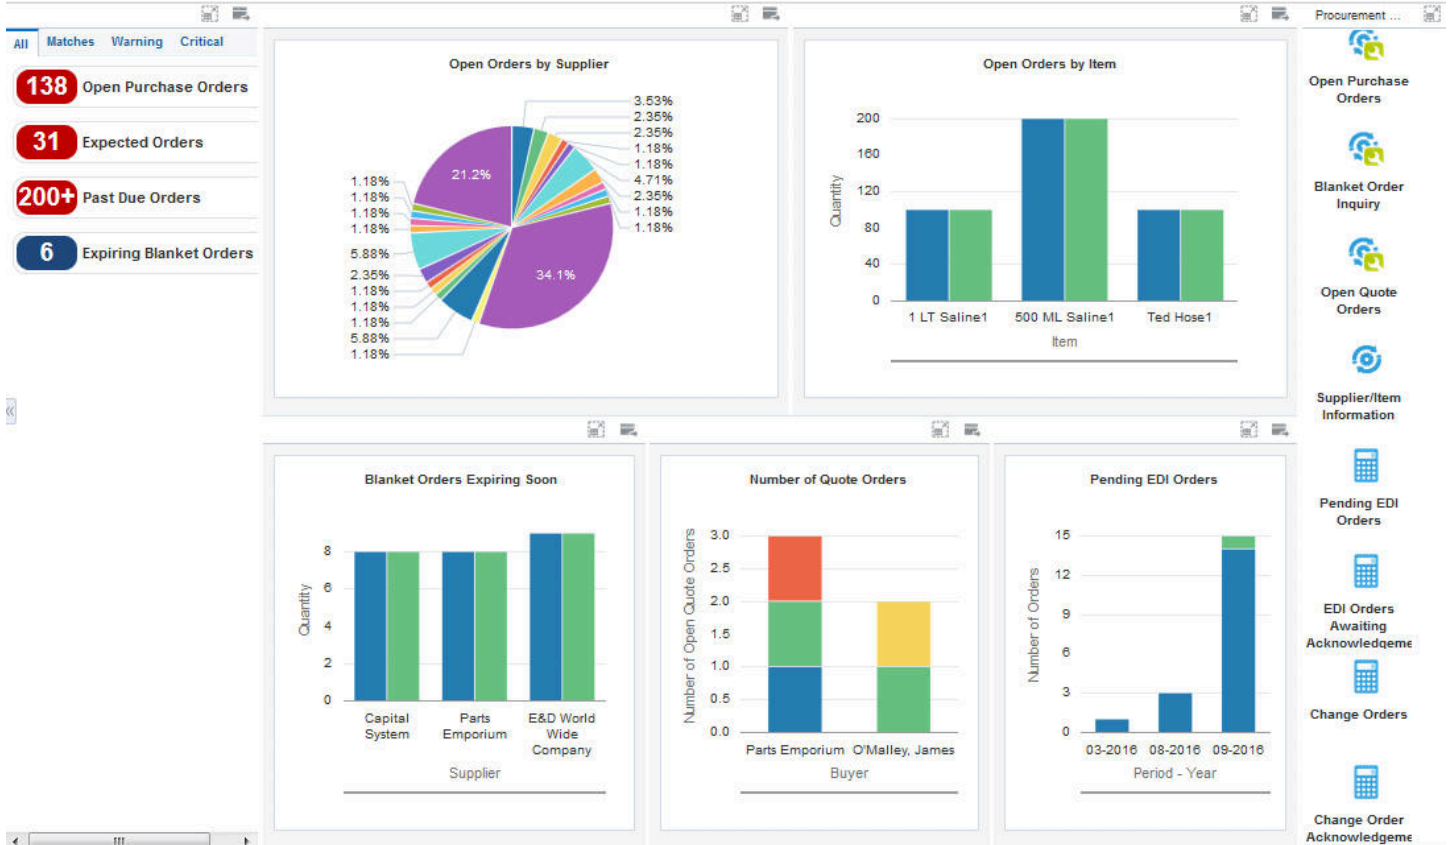 Procurement ...
All Matches Warning Critical
138 Open Purchase Orders
31 Expected Orders
200+ Past Due Orders
6 Expiring Blanket Orders
Open Orders by Supplier
3.53%
2.35%
2.35%
1.18%
1.18%
4.71%
2.35%
1.18%
1.18%
21.2%
34.1%
1.18%
1.18%
1.18%
1.18%
5.88%
2.35%
1.18%
1.18%
1.18%
5.88%
1.18%
Open Orders by Item
Quantity
200
160
120
80
40
0
1 LT Saline1 500 ML Saline1 Ted Hose1
Item
Blanket Orders Expiring Soon
Quantity
8
6
4
2
0
Capital
System
Parts
Emporium
E&D World
Wide
Company
Supplier
Number of Quote Orders
Number of Open Quote Orders
3.0
2.5
2.0
1.5
1.0
0.5
0.0
Parts Emporium O'Malley, James
Buyer
Pending EDI Orders
Number of Orders
15
12
9
6
3
0
03-2016 08-2016 09-2016
Period - Year
Open Purchase
Orders
Blanket Order
Inquiry
Open Quote
Orders
Supplier/Item
Information
Pending EDI
Orders
EDI Orders
Awaiting
Acknowledgeme
Change Orders
Change Order
Acknowledgeme